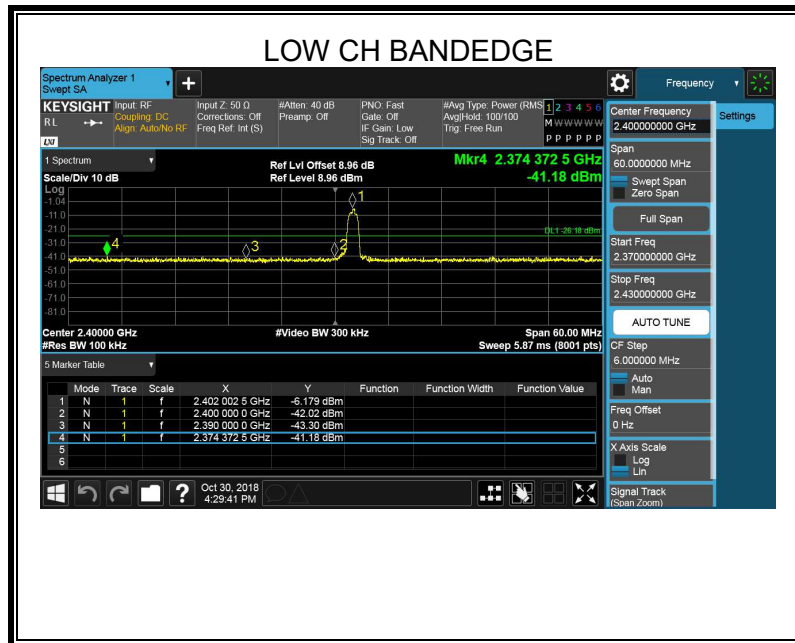 LOW CH BANDEDGE
Spectrum Analyzer 1
Swept SA
+
Frequency
KEYSIGHT
RL
LXI
Input: RF
Coupling: DC
Align: Auto/No RF
Input Z: 50 Ω
Corrections: Off
Freq Ref: Int (S)
#Atten: 40 dB
Preamp: Off
PNO: Fast
Gate: Off
IF Gain: Low
Sig Track: Off
#Avg Type: Power (RMS
Avg|Hold: 100/100
Trig: Free Run
1 2 3 4 5 6
M W W W W W
P P P P P P
1 Spectrum
Scale/Div 10 dB
Log
Ref Lvl Offset 8.96 dB
Ref Level 8.96 dBm
Mkr4 2.374 372 5 GHz
-41.18 dBm
-1.04
-11.0
-21.0
-31.0
-41.0
-51.0
-61.0
-71.0
-81.0
1
DL1 -26.18 dBm
4
3
2
Center 2.40000 GHz
#Video BW 300 kHz
Span 60.00 MHz
#Res BW 100 kHz
Sweep 5.87 ms (8001 pts)
5 Marker Table
Mode Trace Scale X Y Function Function Width Function Value
1 N 1 f 2.402 002 5 GHz -6.179 dBm
2 N 1 f 2.400 000 0 GHz -42.02 dBm
3 N 1 f 2.390 000 0 GHz -43.30 dBm
4 N 1 f 2.374 372 5 GHz -41.18 dBm
5
6
?
Oct 30, 2018
4:29:41 PM
Center Frequency
2.400000000 GHz
Settings
Span
60.0000000 MHz
Swept Span
Zero Span
Full Span
Start Freq
2.370000000 GHz
Stop Freq
2.430000000 GHz
AUTO TUNE
CF Step
6.000000 MHz
Auto
Man
Freq Offset
0 Hz
X Axis Scale
Log
Lin
Signal Track
(Span Zoom)